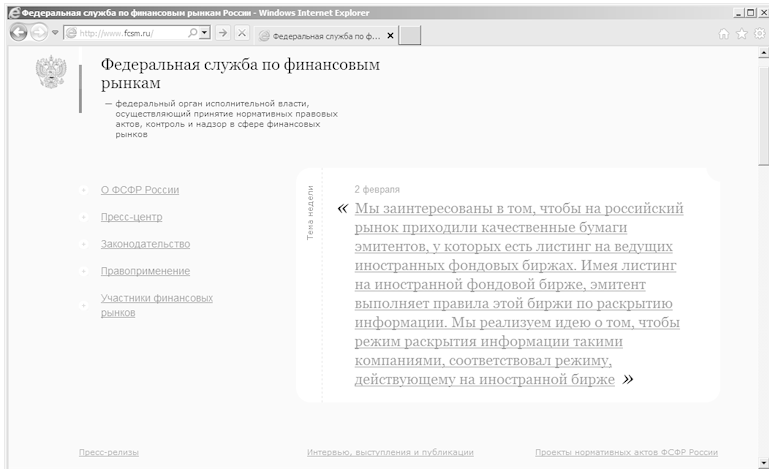 Федеральная служба по финансовым рынкам России - Windows Internet Explorer
http://www.fcsm.ru/
Федеральная служба по ф...
Федеральная служба по финансовым
рынкам
— федеральный орган исполнительной власти,
осуществляющий принятие нормативных правовых
актов, контроль и надзор в сфере финансовых
рынков
О ФСФР России
Пресс-центр
Законодательство
Правоприменение
Участники финансовых
рынков
Тема недели
2 февраля
« Мы заинтересованы в том, чтобы на российский
рынок приходили качественные бумаги
эмитентов, у которых есть листинг на ведущих
иностранных фондовых биржах. Имея листинг
на иностранной фондовой бирже, эмитент
выполняет правила этой биржи по раскрытию
информации. Мы реализуем идею о том, чтобы
режим раскрытия информации такими
компаниями, соответствовал режиму,
действующему на иностранной бирже »
Пресс-релизы
Интервью, выступления и публикации
Проекты нормативных актов ФСФР России